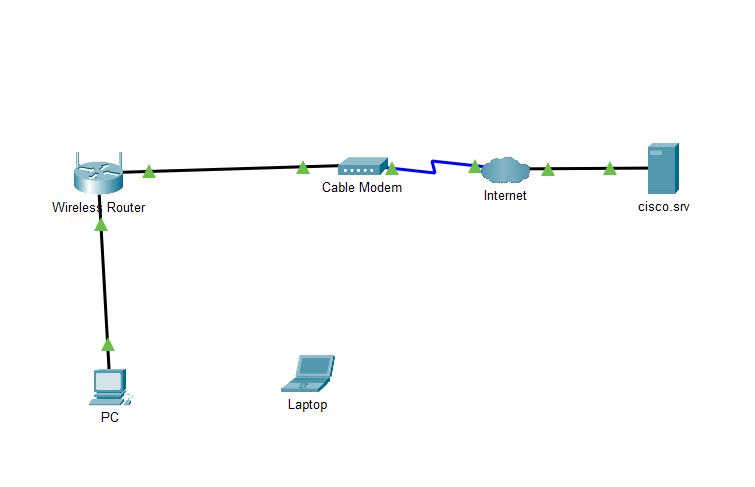 Wireless Router
Cable Modem
Internet
cisco.srv
PC
Laptop